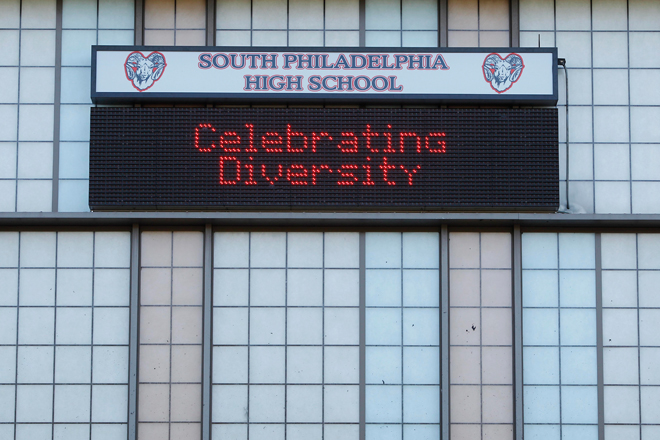 SOUTH PHILADELPHIA
HIGH SCHOOL
Celebrating
Diversity